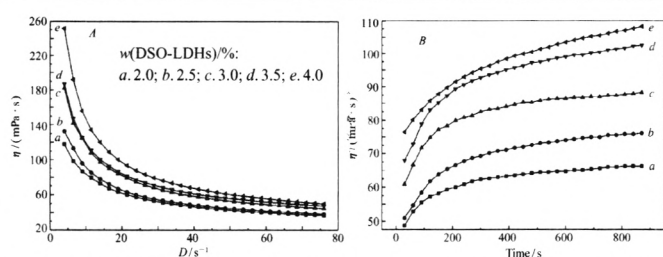 A
w(DSO-LDHs)/%:
a. 2.0; b. 2.5; c. 3.0; d. 3.5; e. 4.0
e
d
c
b
a
260
220
180
140
100
60
20
η/(mPa·s)
0 20 40 60 80
D/s⁻¹
B
e
d
c
b
a
110
100
90
80
70
60
50
0 200 400 600 800
Time/s